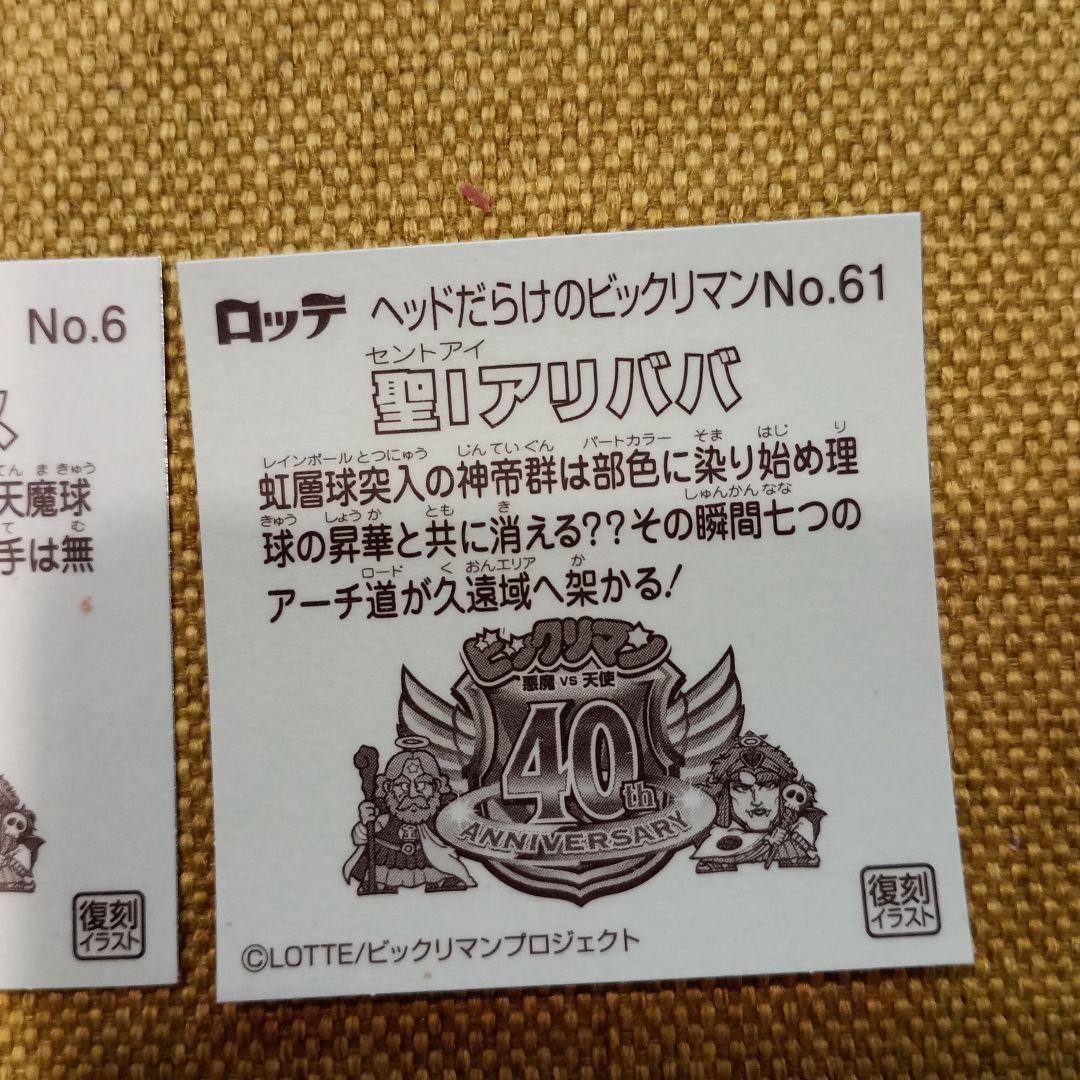 No.6
ス
てんまきゅう
天魔球
て む
手は無
復刻
イラスト
ロッテ ヘッドだらけのビックリマンNo.61
セントアイ
聖Iアリババ
レインボール とつにゅう じんていぐん パートカラー そま はじ り
虹層球突入の神帝群は部色に染り始め理
きゅう しょうか とも き しゅんかんなな
球の昇華と共に消える??その瞬間七つの
ロード く おんエリア か
アーチ道が久遠域へ架かる!
ビックリマン
悪魔 vs 天使
40th
ANNIVERSARY
復刻
イラスト
©LOTTE/ビックリマンプロジェクト